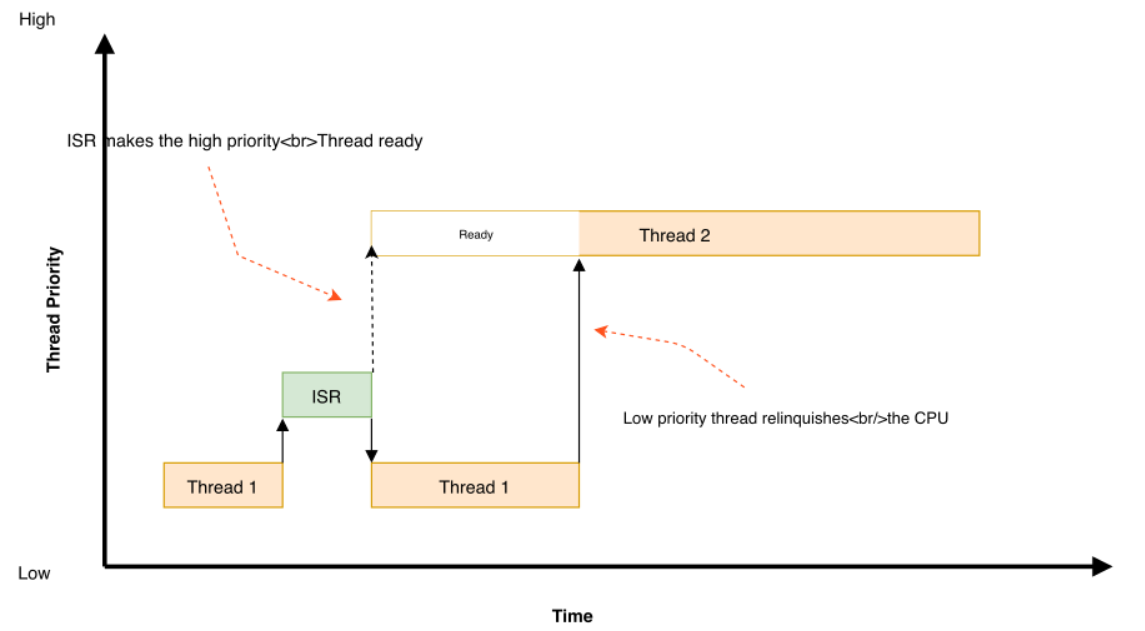 High
ISR makes the high priority<br>Thread ready
Ready
Thread 2
Thread Priority
ISR
Low priority thread relinquishes<br/>the CPU
Thread 1
Thread 1
Low
Time